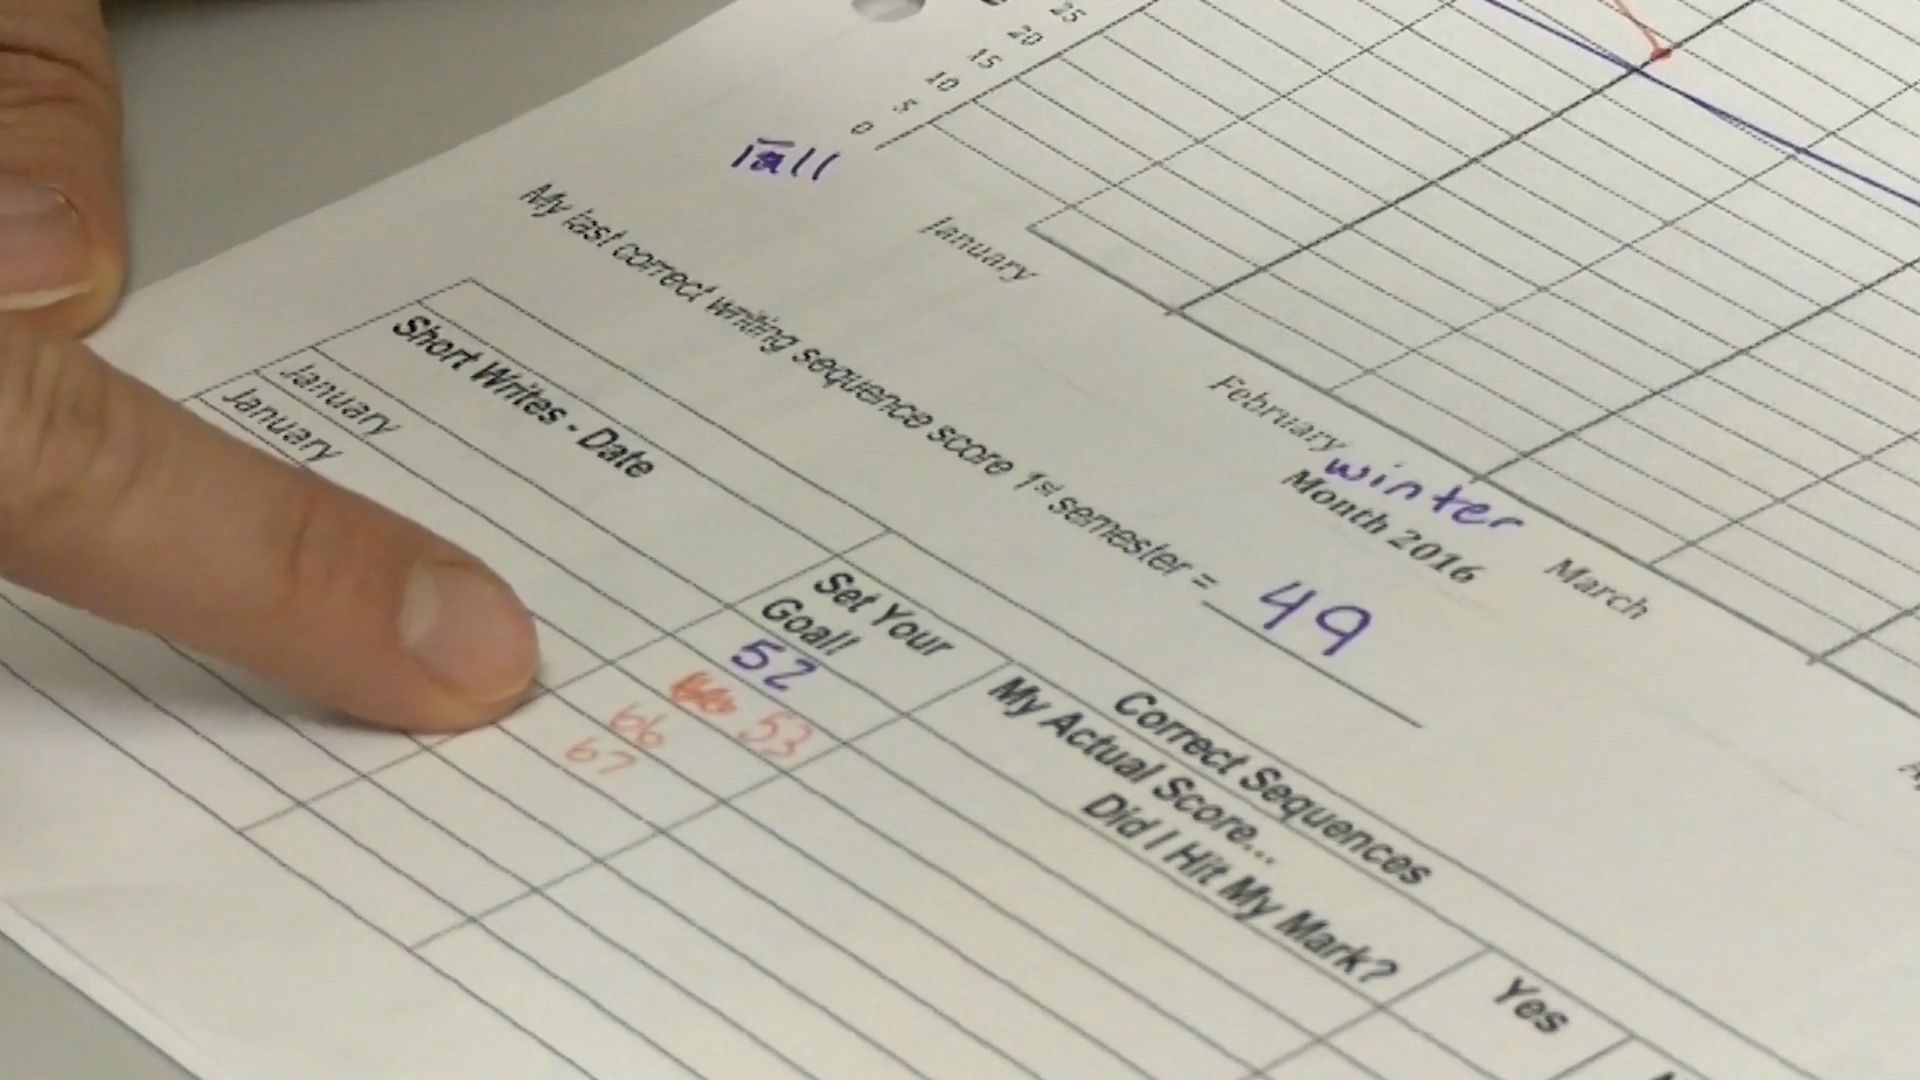 25
20
15
10
5
0
Fall
January
February
winter
Month 2016
March
My last correct writing sequence score 1st semester = 49
Correct Sequences
Short Writes - Date
Set Your Goal!
My Actual Score...
Did I Hit My Mark?
Yes
January
52
January
53
66
67